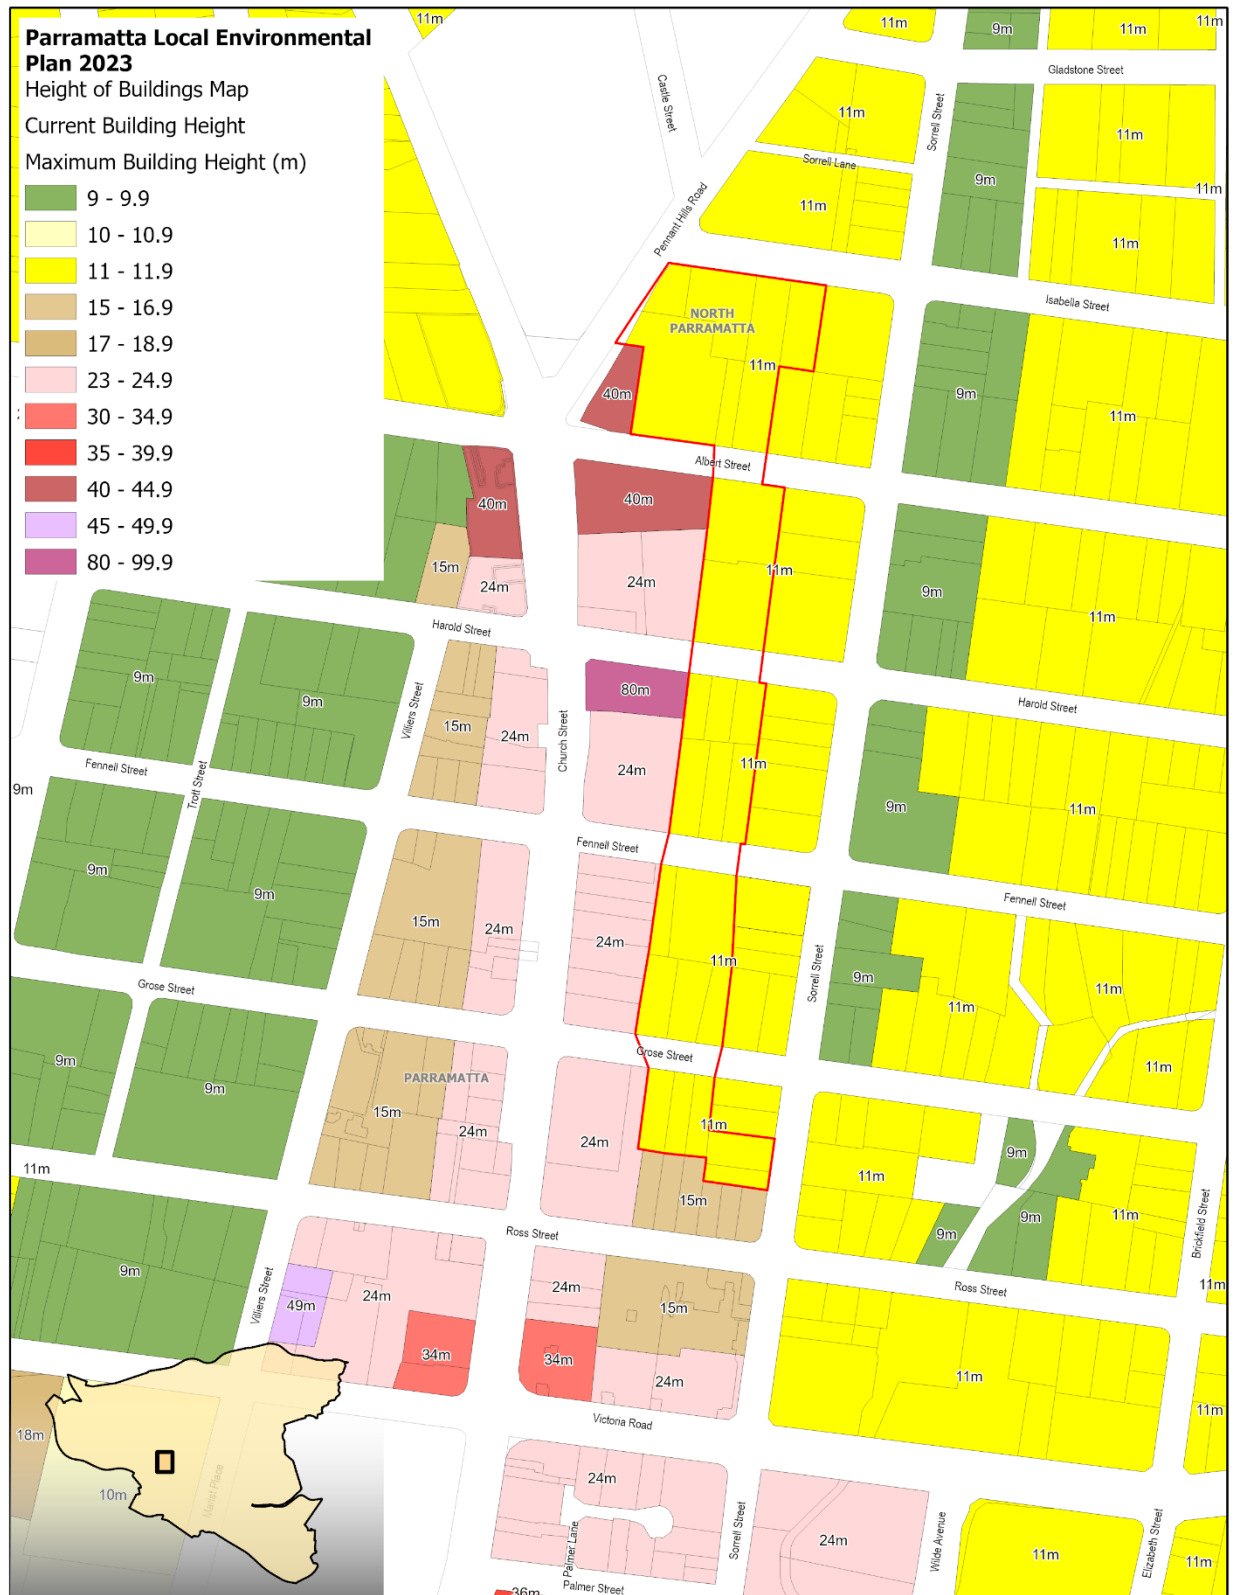 Parramatta Local Environmental
Plan 2023
Height of Buildings Map
Current Building Height
Maximum Building Height (m)
9 - 9.9
10 - 10.9
11 - 11.9
15 - 16.9
17 - 18.9
23 - 24.9
30 - 34.9
35 - 39.9
40 - 44.9
45 - 49.9
80 - 99.9
11m
11m
9m
11m
11m
Gladstone Street
Castle Street
11m
Sorrell Street
11m
Sorrell Lane
9m
11m
11m
Pennant Hills Road
11m
11m
Isabella Street
NORTH
PARRAMATTA
11m
40m
9m
11m
Albert Street
40m
40m
15m
24m
24m
11m
9m
11m
Harold Street
9m
9m
Villiers Street
15m
24m
Church Street
80m
24m
11m
Harold Street
9m
11m
Fennell Street
Trott Street
9m
Fennell Street
9m
9m
15m
24m
24m
11m
Sorrell Street
Fennell Street
9m
11m
11m
11m
Grose Street
Grose Street
9m
9m
PARRAMATTA
15m
24m
24m
11m
15m
11m
9m
9m
9m
11m
Brickfield Street
11m
Ross Street
Ross Street
9m
Villiers Street
49m
24m
34m
24m
15m
34m
24m
11m
11m
11m
Victoria Road
18m
10m
Meret Place
24m
Palmer Lane
Sorrell Street
24m
Wilde Avenue
11m
Elizabeth Street
11m
36m
Palmer Street